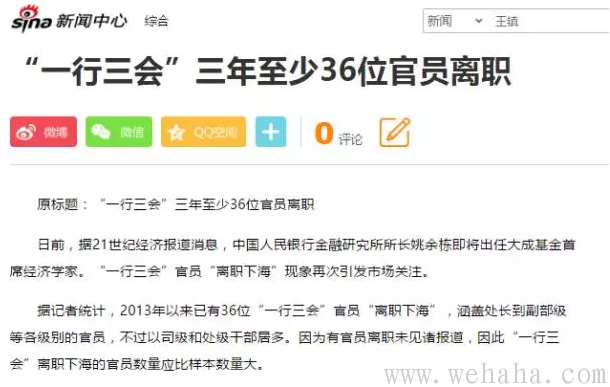 sina 新闻中心 综合 新闻 王镇
“一行三会”三年至少36位官员离职
微博 微信 QQ空间 0 评论
原标题：“一行三会”三年至少36位官员离职
日前，据21世纪经济报道消息，中国人民银行金融研究所所长姚余栋即将出任大成基金首
席经济学家。“一行三会”官员“离职下海”现象再次引发市场关注。
据记者统计，2013年以来已有36位“一行三会”官员“离职下海”，涵盖处长到副部级
等各级别的官员，不过以司级和处级干部居多。因为有官员离职未见诸报道，因此“一行三
会”离职下海的官员数量应比样本数量大。
www.wehaha.com